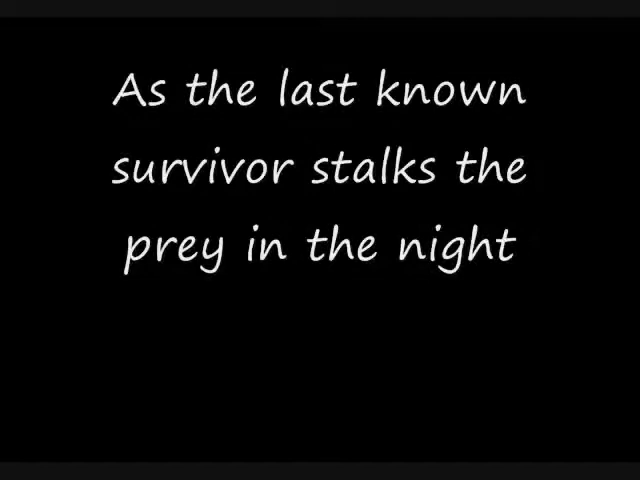 As the last known
survivor stalks the
prey in the night